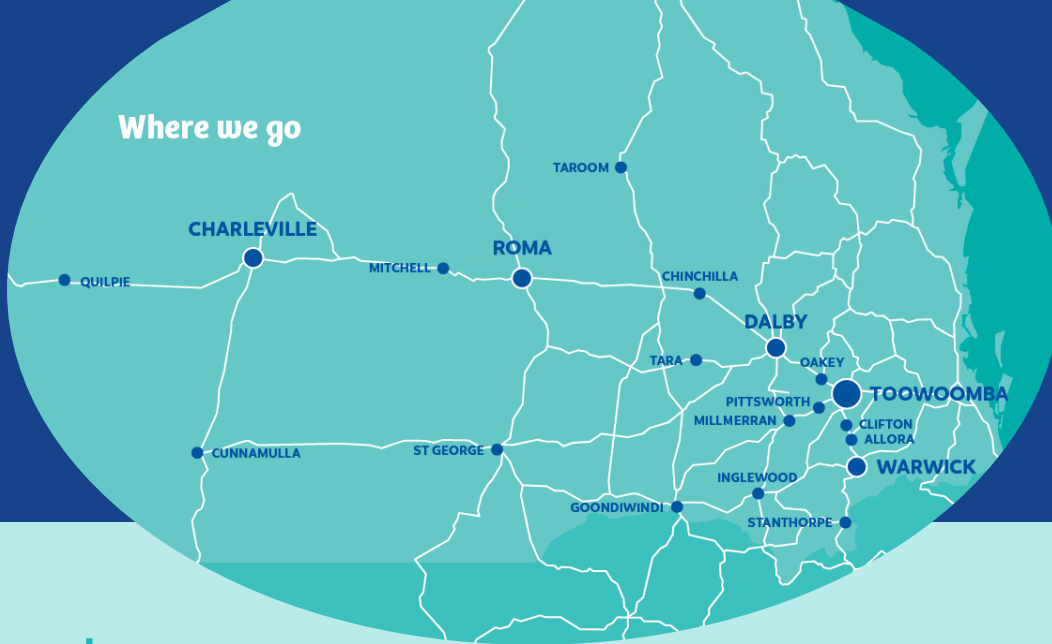 Where we go
TAROOM
CHARLEVILLE
ROMA
MITCHELL
QUILPIE
CHINCHILLA
DALBY
TARA
OAKEY
TOOWOOMBA
PITTSWORTH
MILLMERRAN
CLIFTON
ALLORA
CUNNAMULLA
ST GEORGE
WARWICK
INGLEWOOD
GOONDIWINDI
STANTHORPE